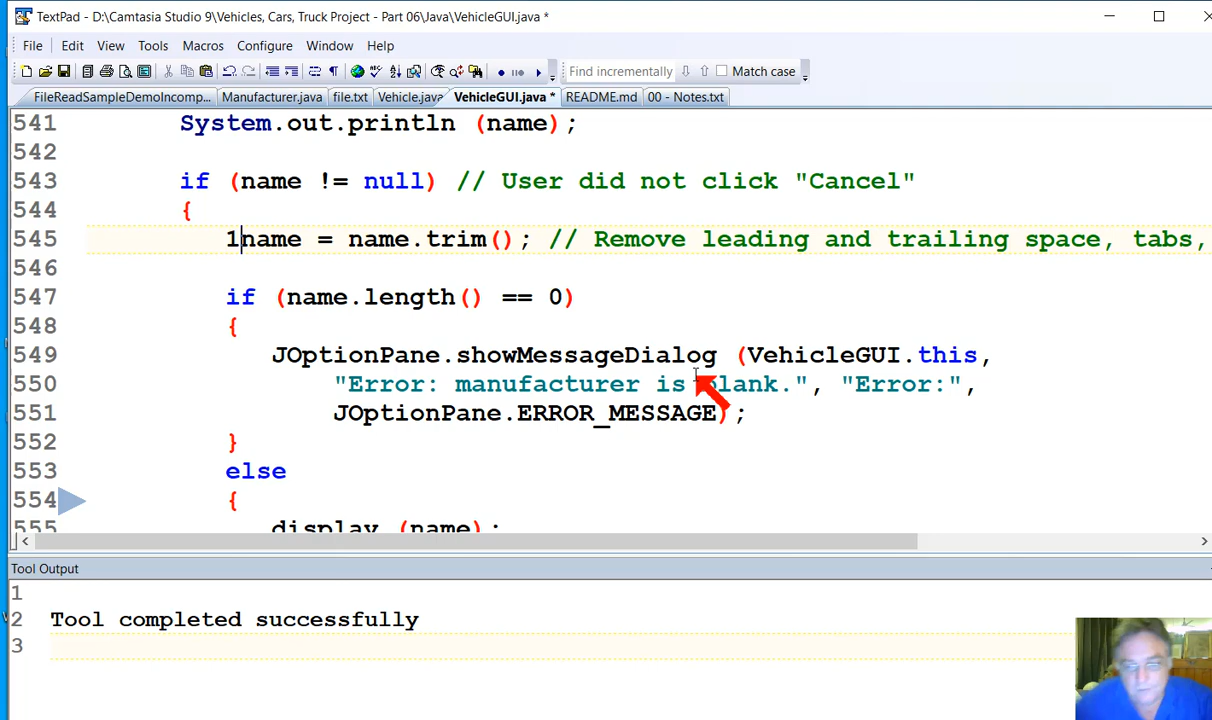 TextPad - D:\Camtasia Studio 9\Vehicles, Cars, Truck Project - Part 06\Java\VehicleGUI.java *
File Edit View Tools Macros Configure Window Help
Find incrementally Match case
FileReadSampleDemoIncomp... Manufacturer.java file.txt Vehicle.java VehicleGUI.java * README.md 00 - Notes.txt
541 System.out.println (name);
542
543 if (name != null) // User did not click "Cancel"
544 {
545 1name = name.trim(); // Remove leading and trailing space, tabs,
546
547 if (name.length() == 0)
548 {
549 JOptionPane.showMessageDialog (VehicleGUI.this,
550 "Error: manufacturer is blank.", "Error:",
551 JOptionPane.ERROR_MESSAGE);
552 }
553 else
554 {
555 display (name);
Tool Output
1
2 Tool completed successfully
3